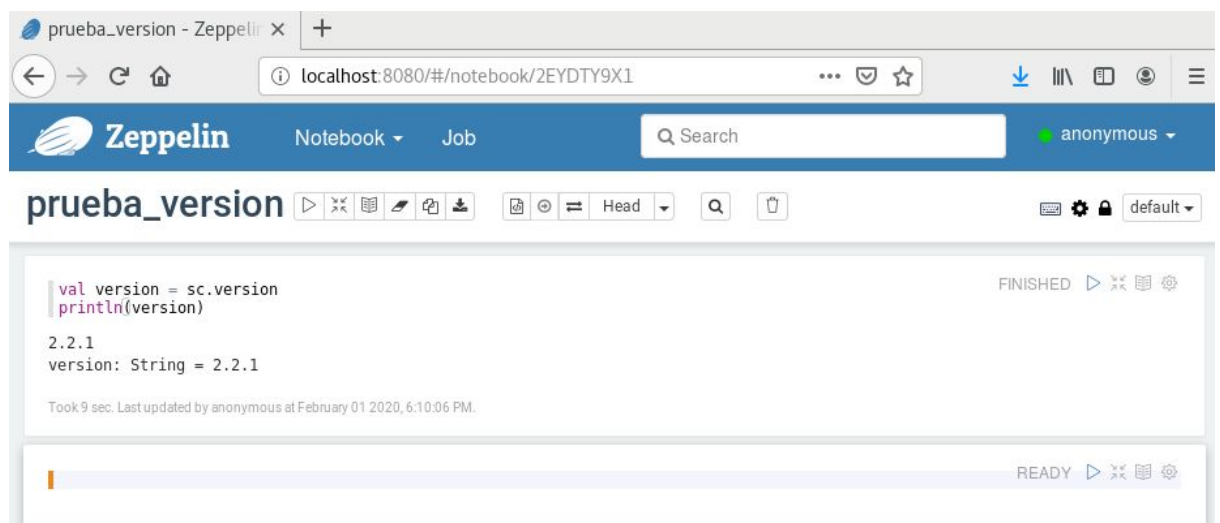 prueba_version - Zeppelin
localhost:8080/#/notebook/2EYDTY9X1
Zeppelin Notebook Job Search anonymous
prueba_version Head default
val version = sc.version
println(version)
FINISHED
2.2.1
version: String = 2.2.1
Took 9 sec. Last updated by anonymous at February 01 2020, 6:10:06 PM.
READY